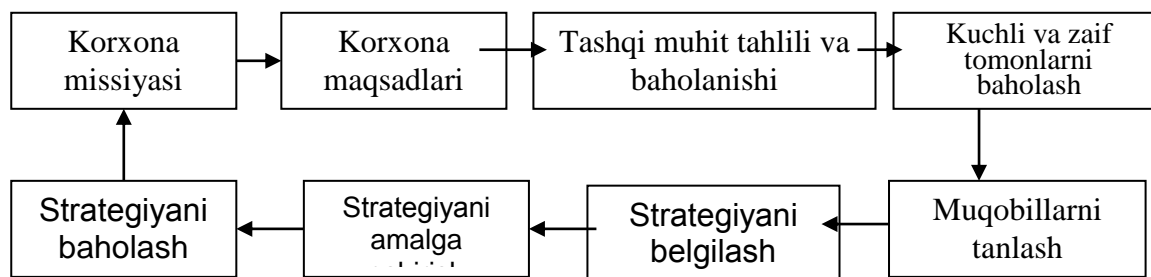 Korxona
missiyasi
Korxona
maqsadlari
Tashqi muhit tahlili va
baholanishi
Kuchli va zaif
tomonlarni
baholash
Strategiyani
baholash
Strategiyani
amalga
Strategiyani
belgilash
Muqobillarni
tanlash